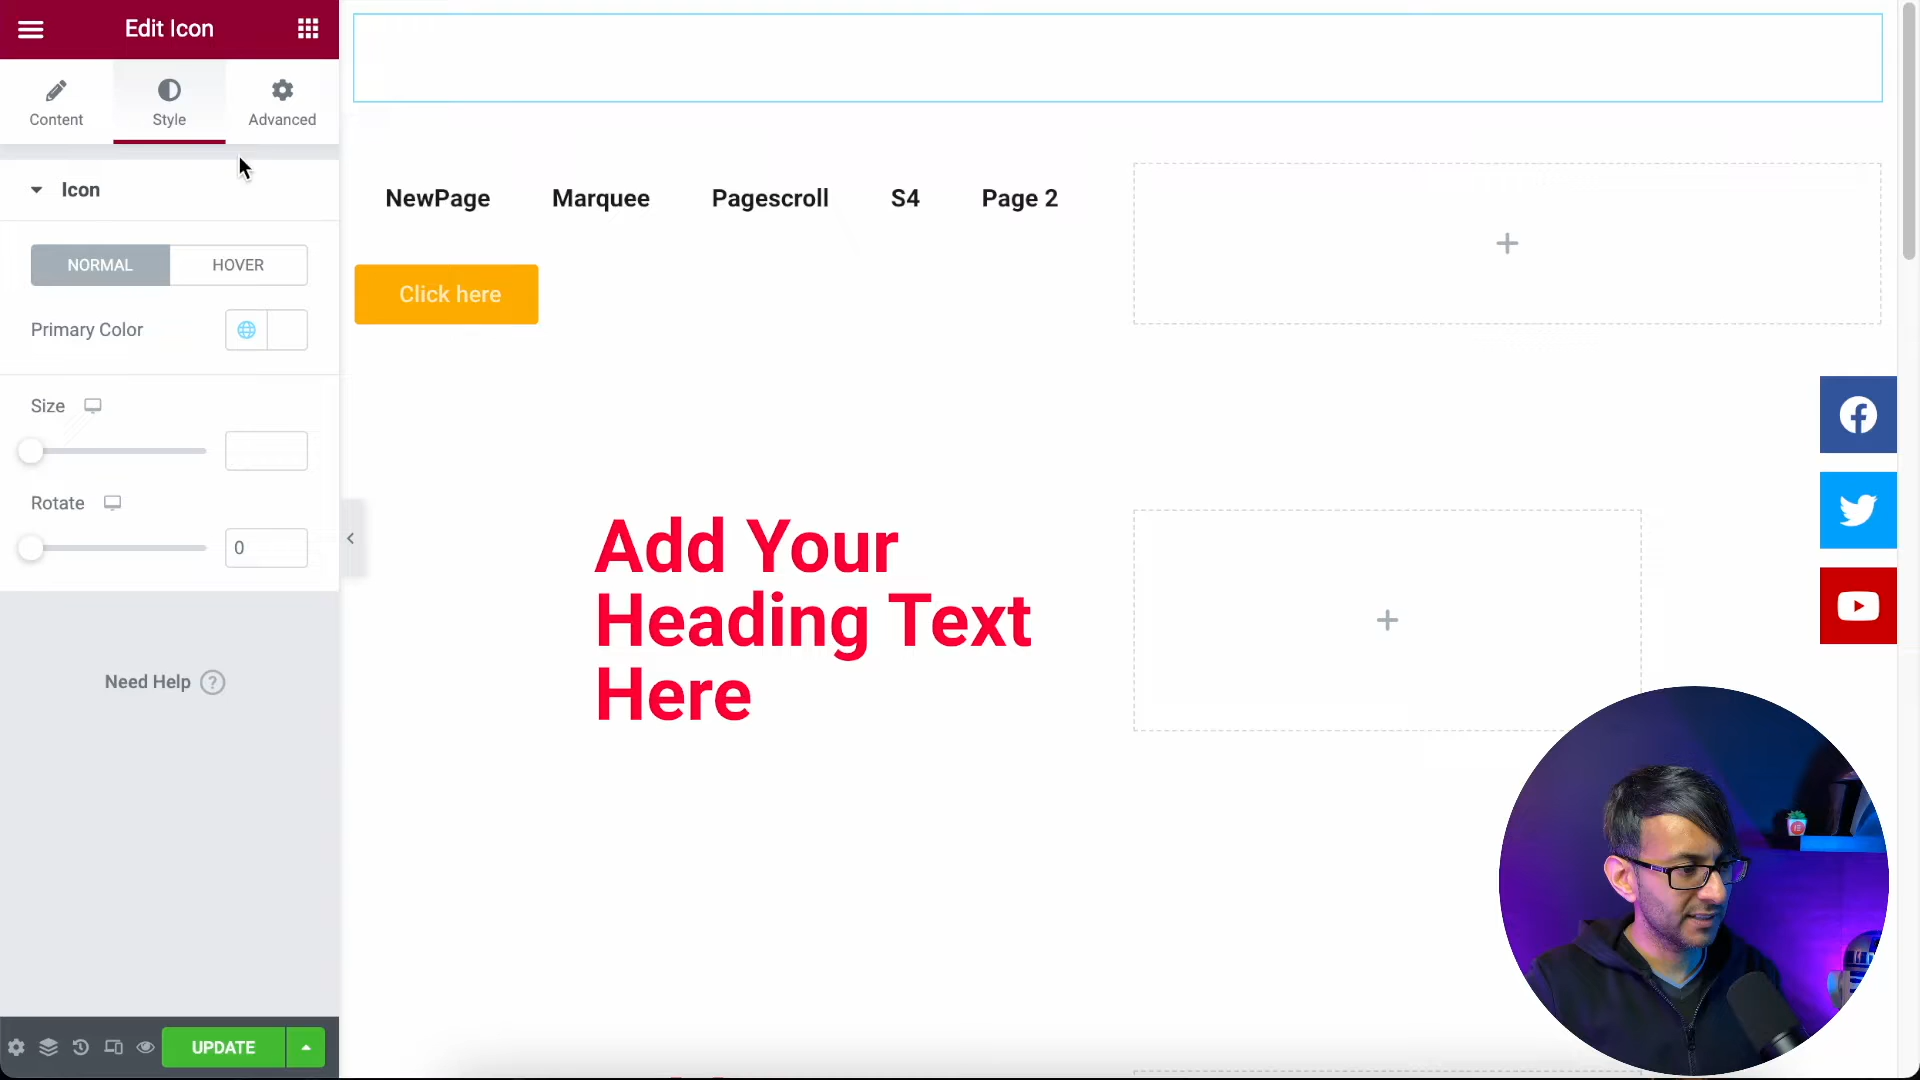 Edit Icon
Content
Style
Advanced
Icon
NORMAL
HOVER
Primary Color
Size
Rotate
0
Need Help ?
UPDATE
NewPage
Marquee
Pagescroll
S4
Page 2
Click here
Add Your
Heading Text
Here